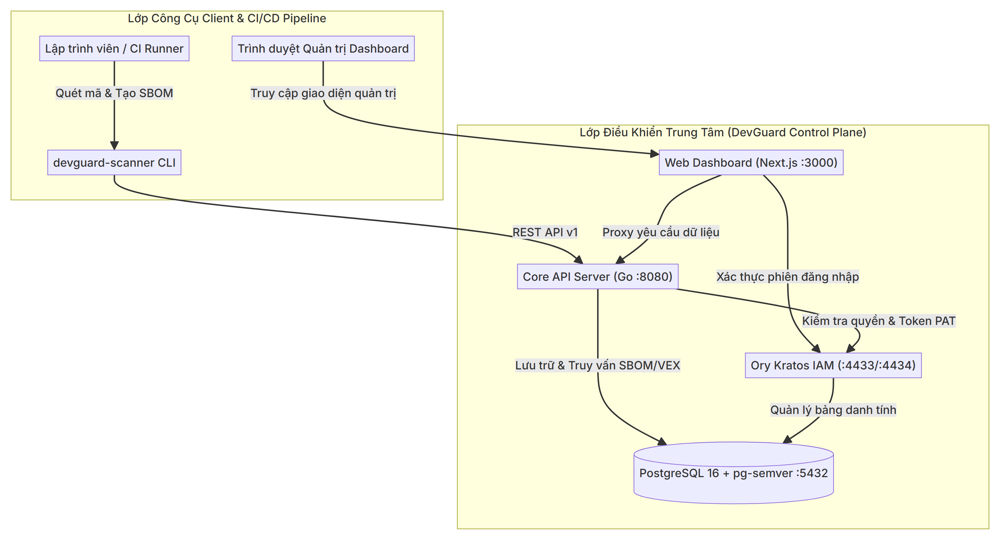 Lớp Công Cụ Client & CI/CD Pipeline
Lập trình viên / CI Runner
Trình duyệt Quản trị Dashboard
Quét mã & Tạo SBOM
Truy cập giao diện quản trị
devguard-scanner CLI
Lớp Điều Khiển Trung Tâm (DevGuard Control Plane)
Web Dashboard (Next.js :3000)
REST API v1
Proxy yêu cầu dữ liệu
Core API Server (Go :8080)
Xác thực phiên đăng nhập
Kiểm tra quyền & Token PAT
Lưu trữ & Truy vấn SBOM/VEX
Ory Kratos IAM (:4433/:4434)
Quản lý bảng danh tính
PostgreSQL 16 + pg-semver :5432